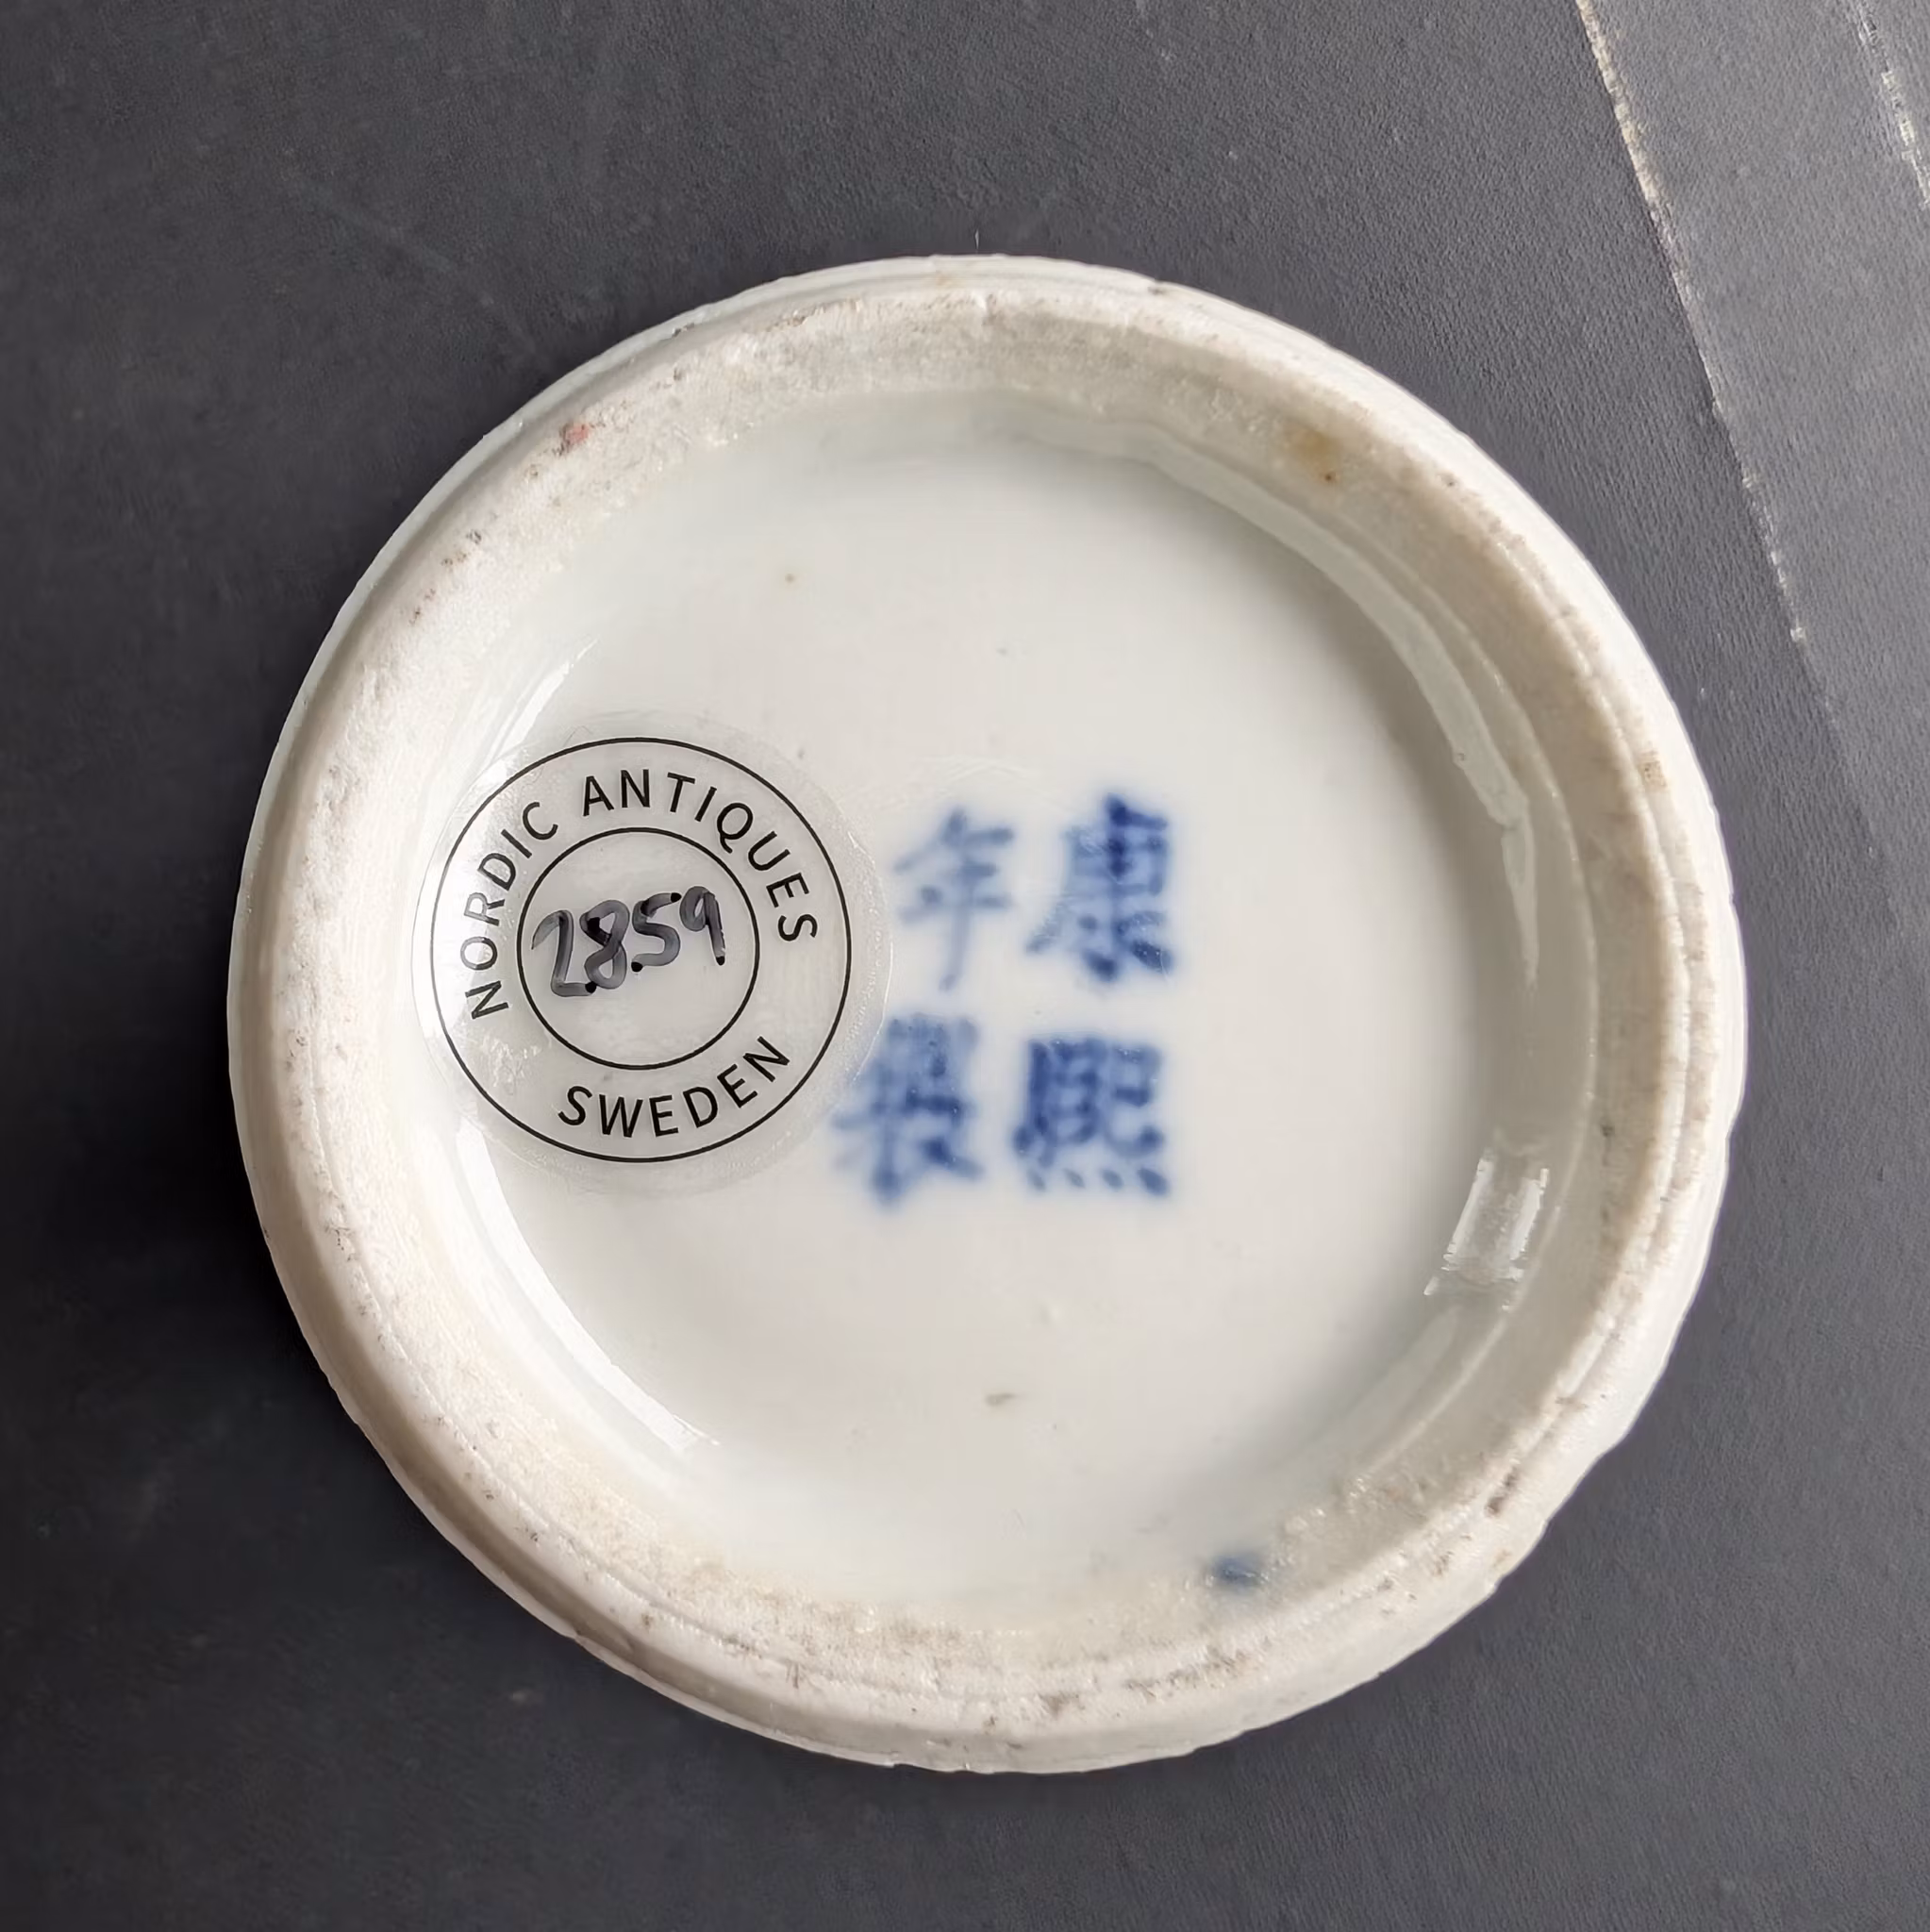 NORDIC ANTIQUES
2859
SWEDEN
康熙
年製